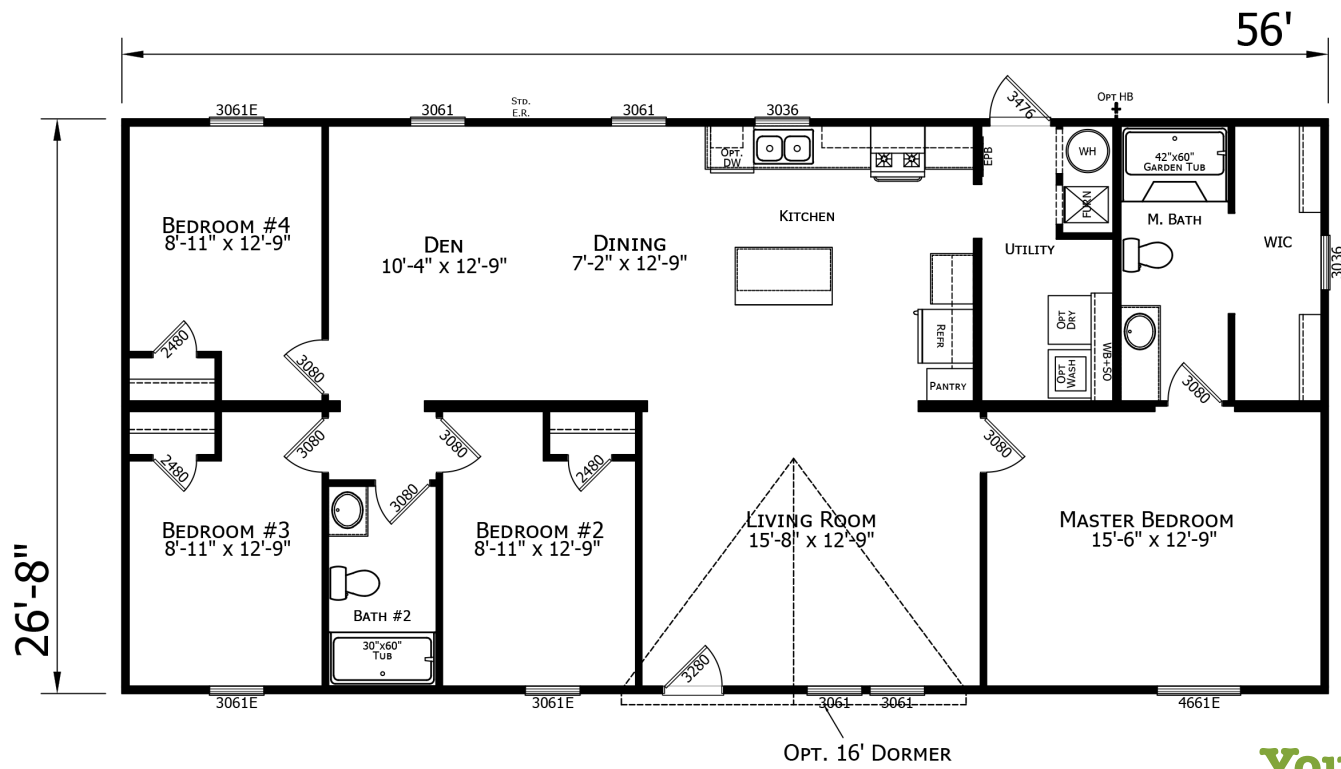 56'
26'-8"
3061E
3061
STD.
E.R.
3061
3036
3476
OPT HB
OPT.
DW
EPB
WH
FURN
42"x60"
GARDEN TUB
M. BATH
WIC
3036
KITCHEN
UTILITY
BEDROOM #4
8'-11" x 12'-9"
DEN
10'-4" x 12'-9"
DINING
7'-2" x 12'-9"
REFR
PANTRY
OPT
DRY
OPT
WASH
WB+SO
2480
3080
3080
3080
2480
3080
2480
3080
3080
BEDROOM #3
8'-11" x 12'-9"
BEDROOM #2
8'-11" x 12'-9"
LIVING ROOM
15'-8" x 12'-9"
MASTER BEDROOM
15'-6" x 12'-9"
BATH #2
30"x60"
TUB
3280
3061E
3061E
3061
3061
4661E
OPT. 16' DORMER
You